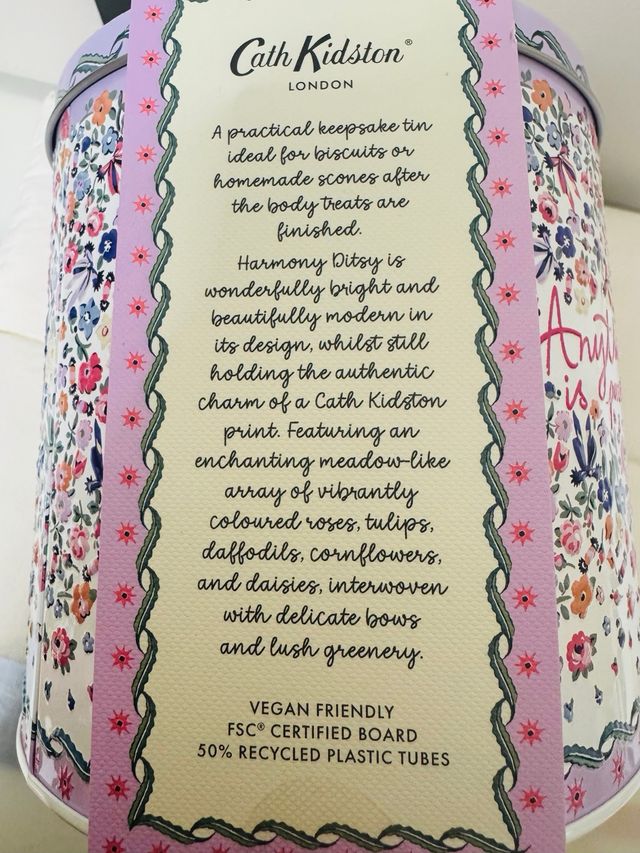 Cath Kidston®
LONDON
A practical keepsake tin
ideal for biscuits or
homemade scones after
the body treats are
finished.
Harmony Ditsy is
wonderfully bright and
beautifully modern in
its design, whilst still
holding the authentic
charm of a Cath Kidston
print. Featuring an
enchanting meadow-like
array of vibrantly
coloured roses, tulips,
daffodils, cornflowers,
and daisies, interwoven
with delicate bows
and lush greenery.
VEGAN FRIENDLY
FSC® CERTIFIED BOARD
50% RECYCLED PLASTIC TUBES
is